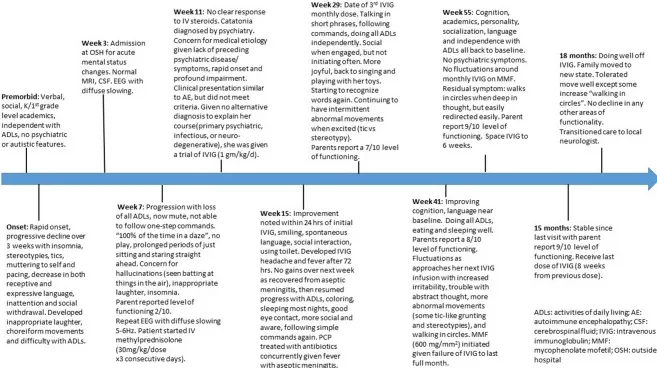 Premorbid: Verbal,
social, K/1st grade
level academics,
independent with
ADLs, no psychiatric
or autistic features.
Week 3: Admission
at OSH for acute
mental status
changes. Normal
MRI, CSF. EEG with
diffuse slowing.
Week 11: No clear response
to IV steroids. Catatonia
diagnosed by psychiatry.
Concern for medical etiology
given lack of preceding
psychiatric disease/
symptoms, rapid onset and
profound impairment.
Clinical presentation similar
to AE, but did not meet
criteria. Given no alternative
diagnosis to explain her
course(primary psychiatric,
infectious, or neuro-
degenerative), she was given
a trial of IVIG (1 gm/kg/d).
Week 29: Date of 3rd IVIG
monthly dose. Talking in
short phrases, following
commands, doing all ADLs
independently. Social
when engaged, but not
initiating often. More
joyful, back to singing and
playing with her toys.
Starting to recognize
words again. Continuing to
have intermittent
abnormal movements
when excited (tic vs
stereotypy).
Parents report a 7/10 level
of functioning.
Week 55: Cognition,
academics, personality,
socialization, language
and independence with
ADLs all back to baseline.
No psychiatric symptoms.
No fluctuations around
monthly IVIG on MMF.
Residual symptom: walks
in circles when deep in
thought, but easily
redirected easily. Parent
report 9/10 level of
functioning. Space IVIG to
6 weeks.
18 months: Doing well off
IVIG. Family moved to
new state. Tolerated
move well except some
increase "walking in
circles". No decline in any
other areas of
functionality.
Transitioned care to local
neurologist.
Onset: Rapid onset,
progressive decline over
3 weeks with insomnia,
stereotypies, tics,
muttering to self and
pacing, decrease in both
receptive and
expressive language,
inattention and social
withdrawal. Developed
inappropriate laughter,
choreiform movements
and difficulty with ADLs.
Week 7: Progression with loss
of all ADLs, now mute, not able
to follow one-step commands.
"100% of the time in a daze", no
play, prolonged periods of just
sitting and staring straight
ahead. Concern for
hallucinations (seen batting at
things in the air), inappropriate
laughter, insomnia.
Parent reported level of
functioning 2/10.
Repeat EEG with diffuse slowing
5-6Hz. Patient started IV
methylprednisolone
(30mg/kg/dose
x3 consecutive days).
Week 15: Improvement
noted within 24 hrs of initial
IVIG, smiling, spontaneous
language, social interaction,
using toilet. Developed IVIG
headache and fever after 72
hrs. No gains over next week
as recovered from aseptic
meningitis, then resumed
progress with ADLs, coloring,
sleeping most nights, good
eye contact, more social and
aware, following simple
commands again. PCP
treated with antibiotics
concurrently given fever
with aseptic meningitis.
Week 41: Improving
cognition, language near
baseline. Doing all ADLs,
eating and sleeping well.
Parents report a 8/10
level of functioning.
Fluctuations as
approaches her next IVIG
infusion with increased
irritability, trouble with
abstract thought, more
abnormal movements
(some tic-like grunting
and stereotypies), and
walking in circles. MMF
(600 mg/mm²) initiated
given failure of IVIG to last
full month.
15 months: Stable since
last visit with parent
report 9/10 level of
functioning. Receive last
dose of IVIG (8 weeks
from previous dose).
ADLs: activities of daily living; AE:
autoimmune encephalopathy; CSF:
cerebrospinal fluid; IVIG: intravenous
immunoglobulin; MMF:
mycophenolate mofetil; OSH: outside
hospital